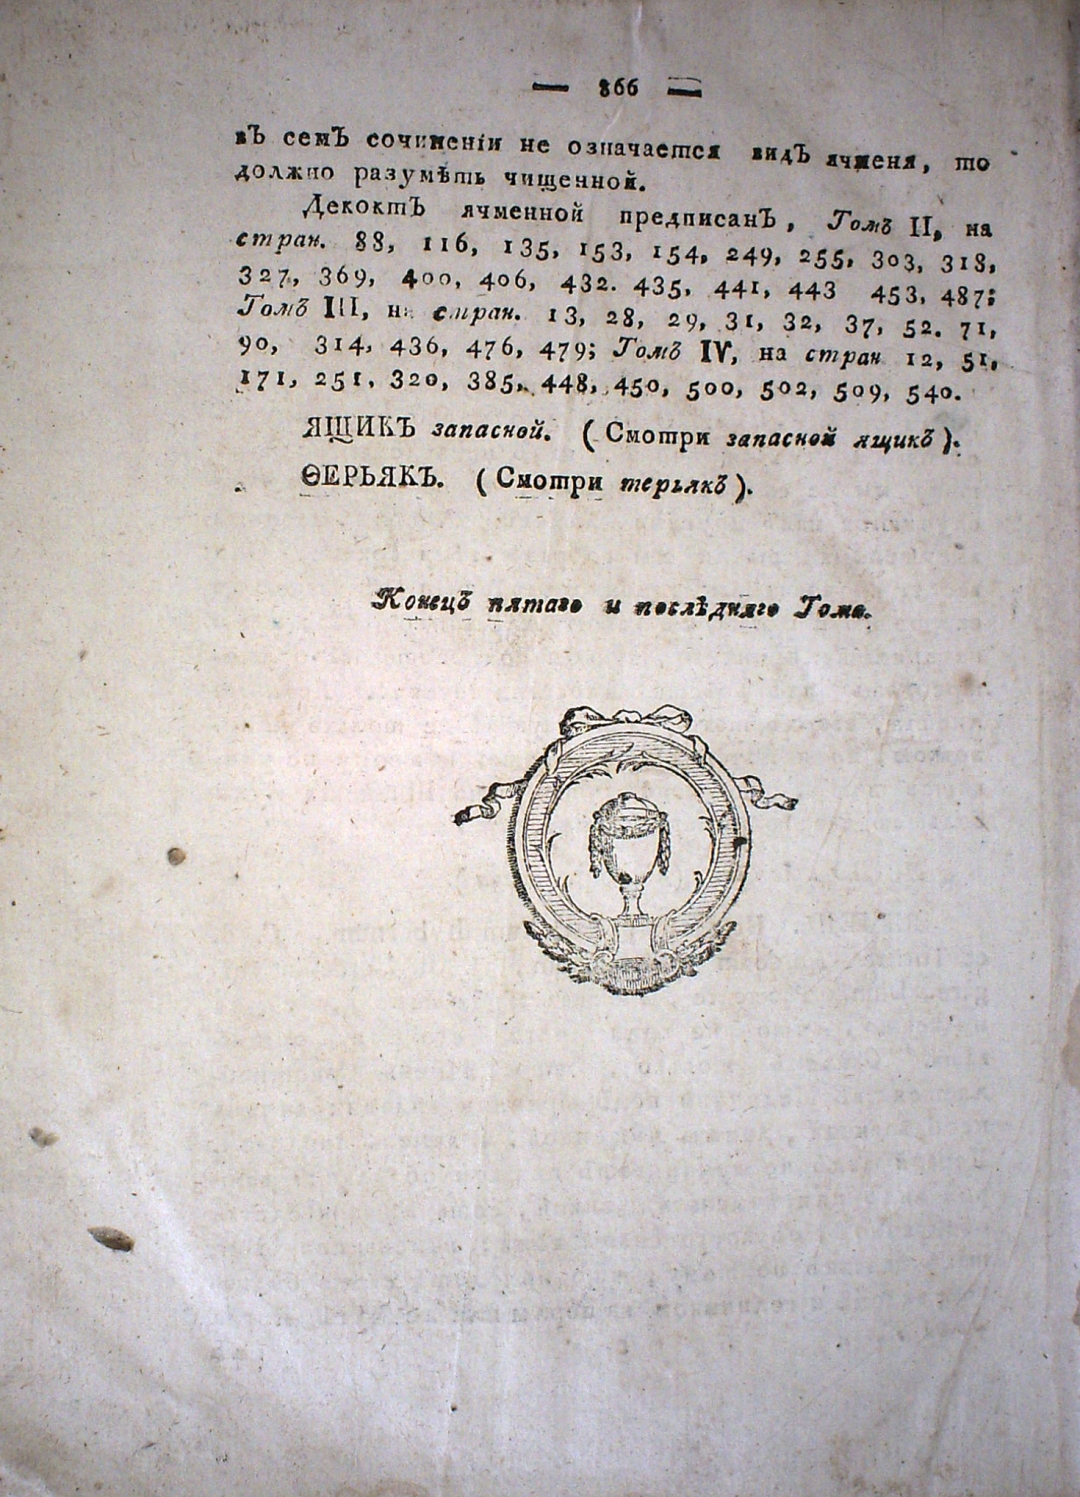 — 366 —
въ семъ сочиненіи не означается видъ ячменя, то
должно разумѣть чищенной.
Декоктъ ячменной предписанъ, Томъ II, на
стран. 88, 116, 135, 153, 154, 249, 255, 303, 318,
327, 369, 400, 406, 432. 435, 441, 443 453, 487;
Томъ III, на стран. 13, 28, 29, 31, 32, 37, 52. 71,
90, 314, 436, 476, 479; Томъ IV, на стран 12, 51,
171, 251, 320, 385, 448, 450, 500, 502, 509, 540.
ЯЩИКЪ запасной. (Смотри запасной ящикъ).
ѲЕРЬЯКЪ. (Смотри терьякъ).
Конецъ пятаго и послѣдняго Тома.